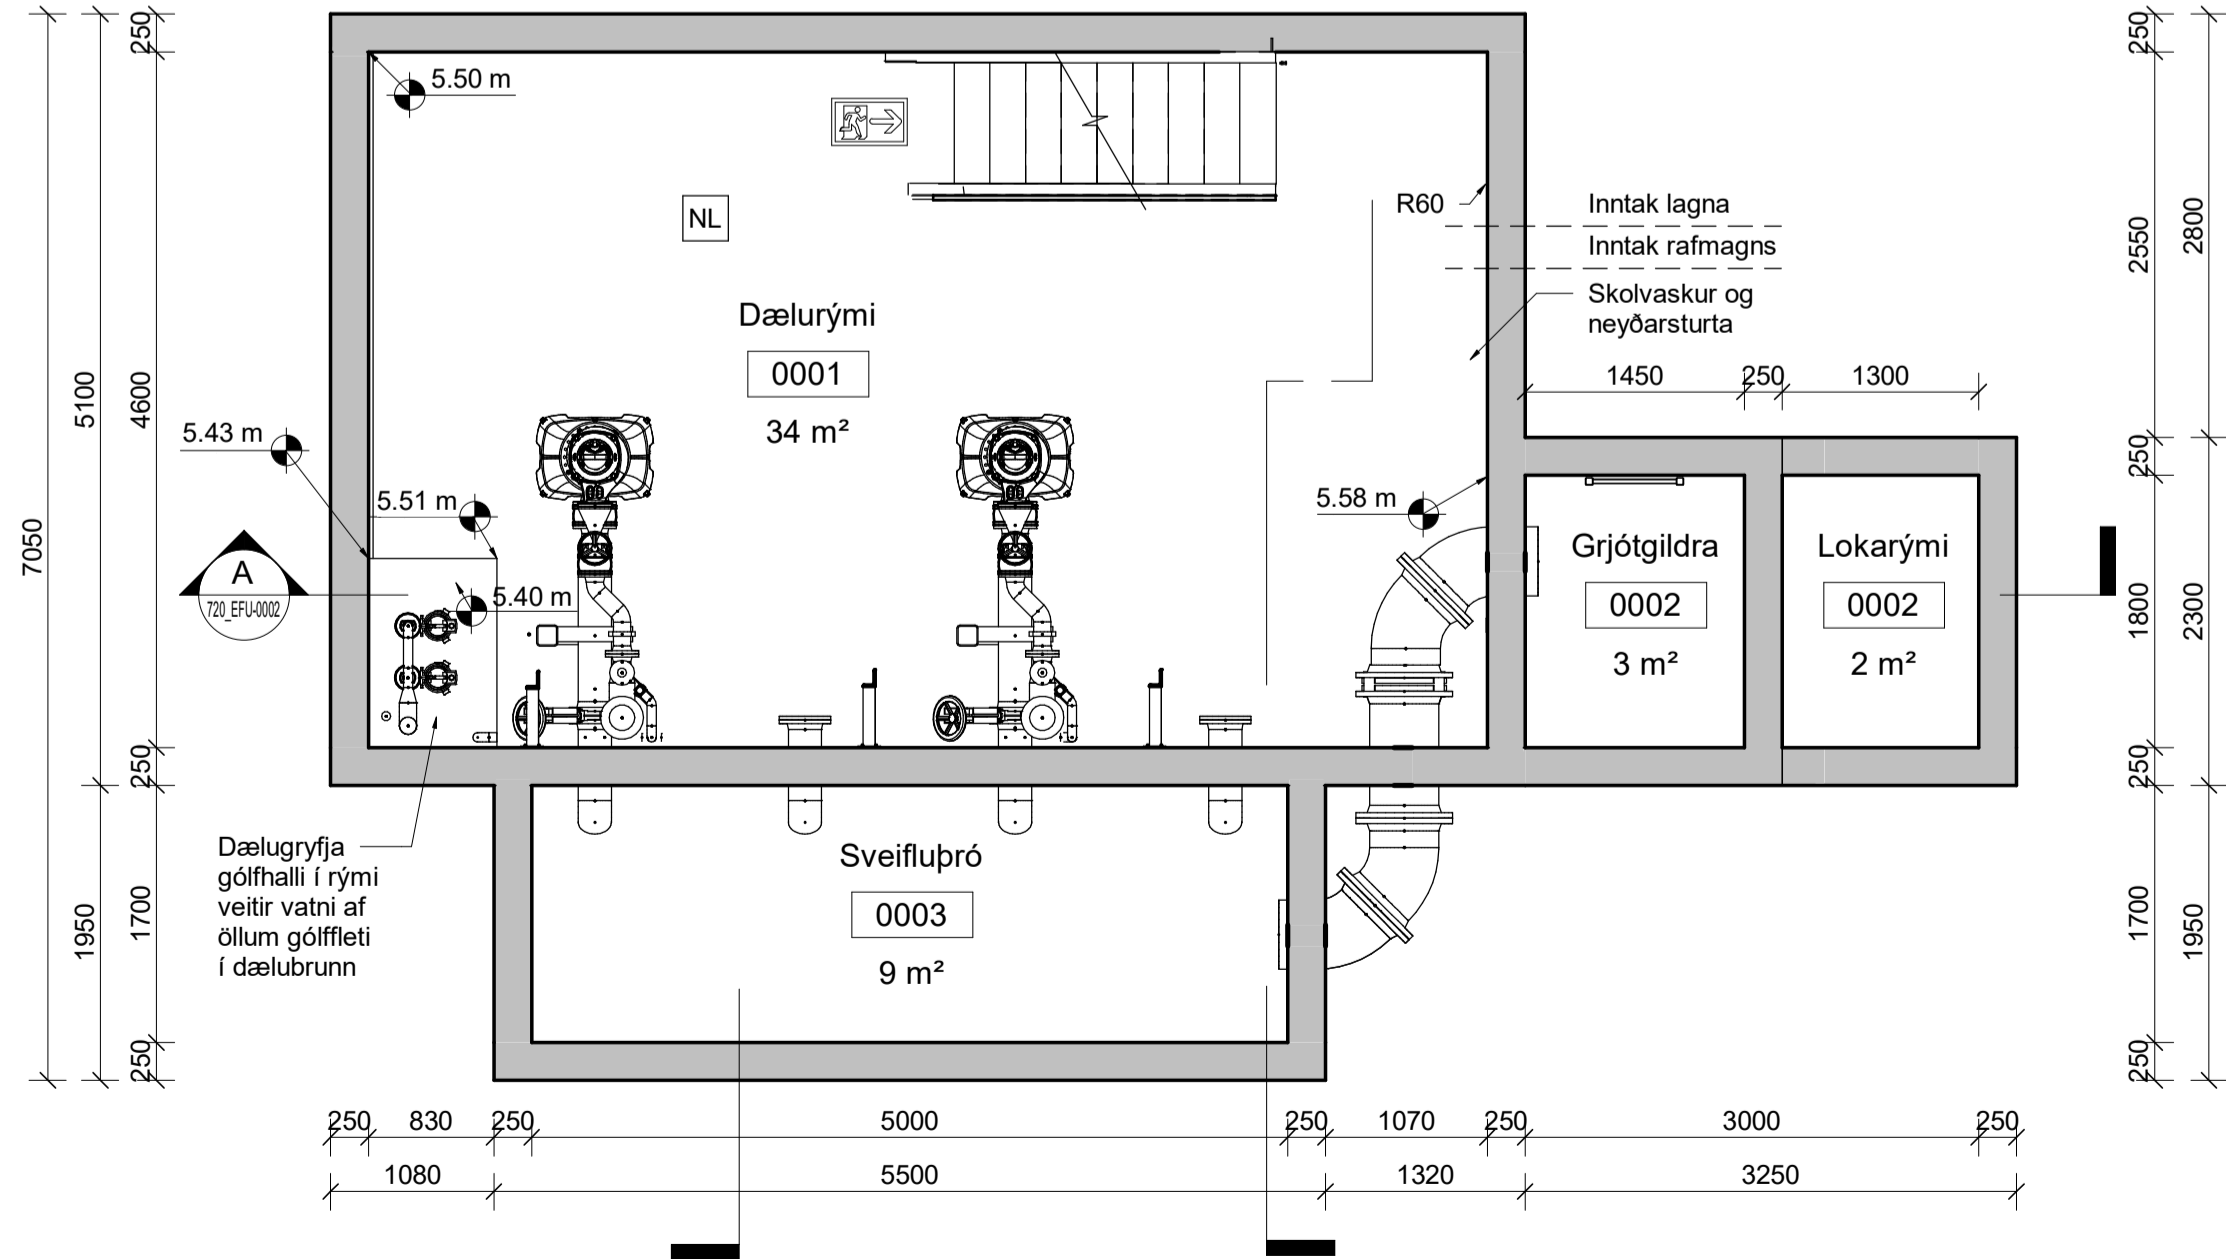 250
250
5.50 m
R60
Inntak lagna
Inntak rafmagns
Skolvaskur og
neyðarsturta
NL
2550
2800
Dælurými
0001
34 m²
7050
5100
4600
1450
250
1300
5.43 m
5.51 m
5.58 m
250
A
720_EFU-0002
5.40 m
Grjótgildra
0002
3 m²
Lokarými
0002
2 m²
1800
2300
250
250
Dælugryfja
gólfhalli í rými
veitir vatni af
öllum gólffleti
í dælubrunn
Sveifluþró
0003
9 m²
1950
1700
1700
1950
250
250
250
830
250
5000
250
1070
250
3000
250
1080
5500
1320
3250